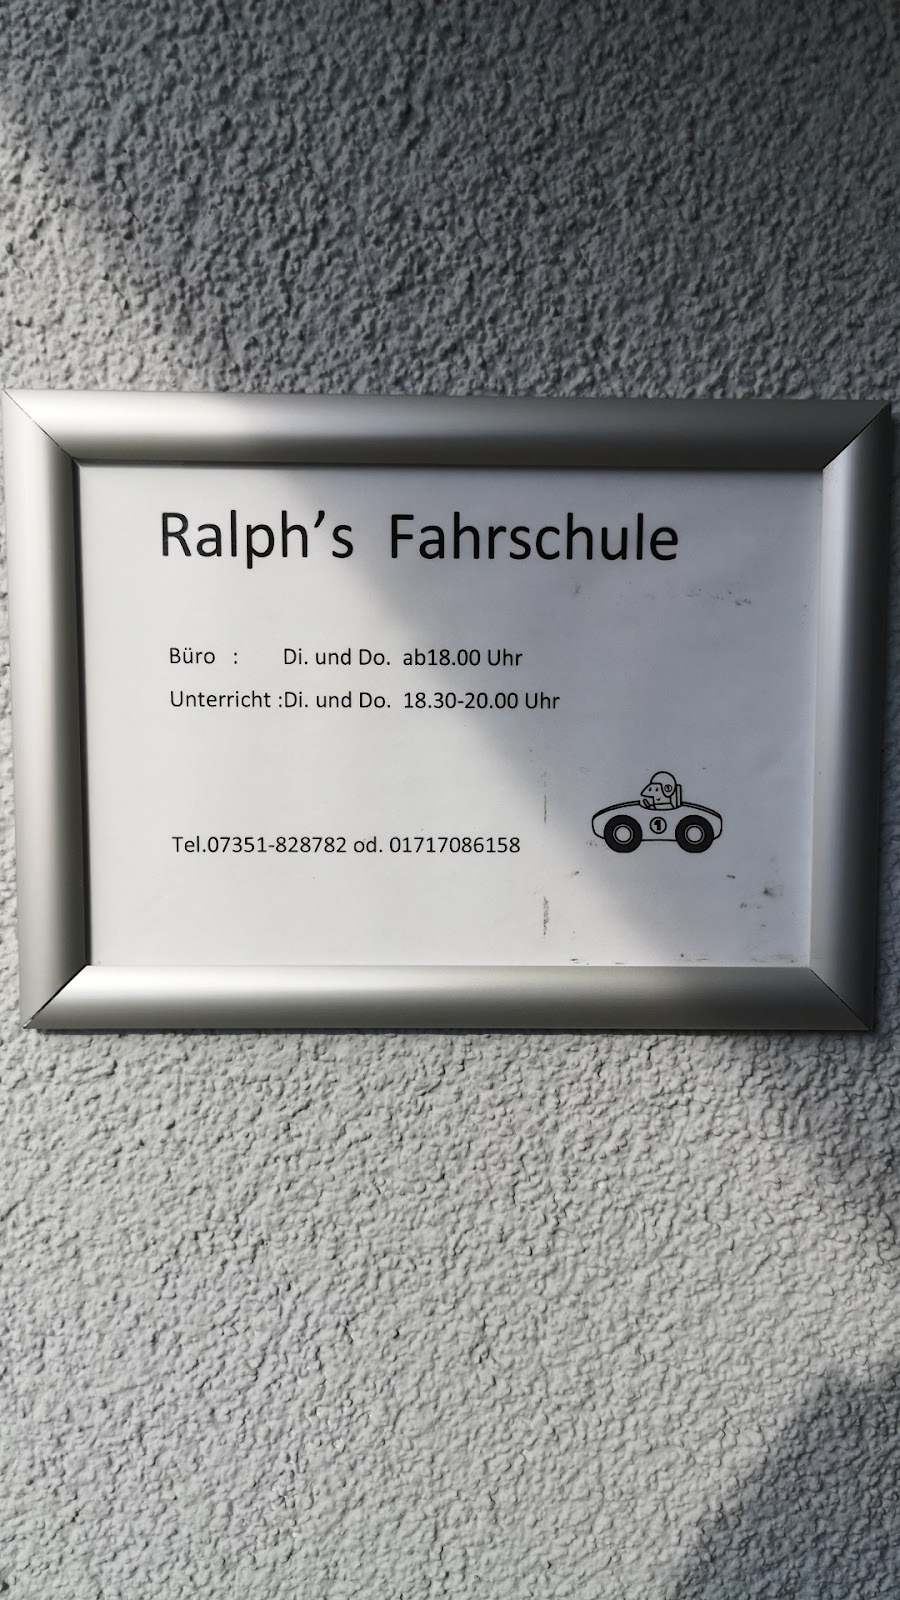 Ralph's Fahrschule
Büro : Di. und Do. ab18.00 Uhr
Unterricht :Di. und Do. 18.30-20.00 Uhr
Tel.07351-828782 od. 01717086158
1